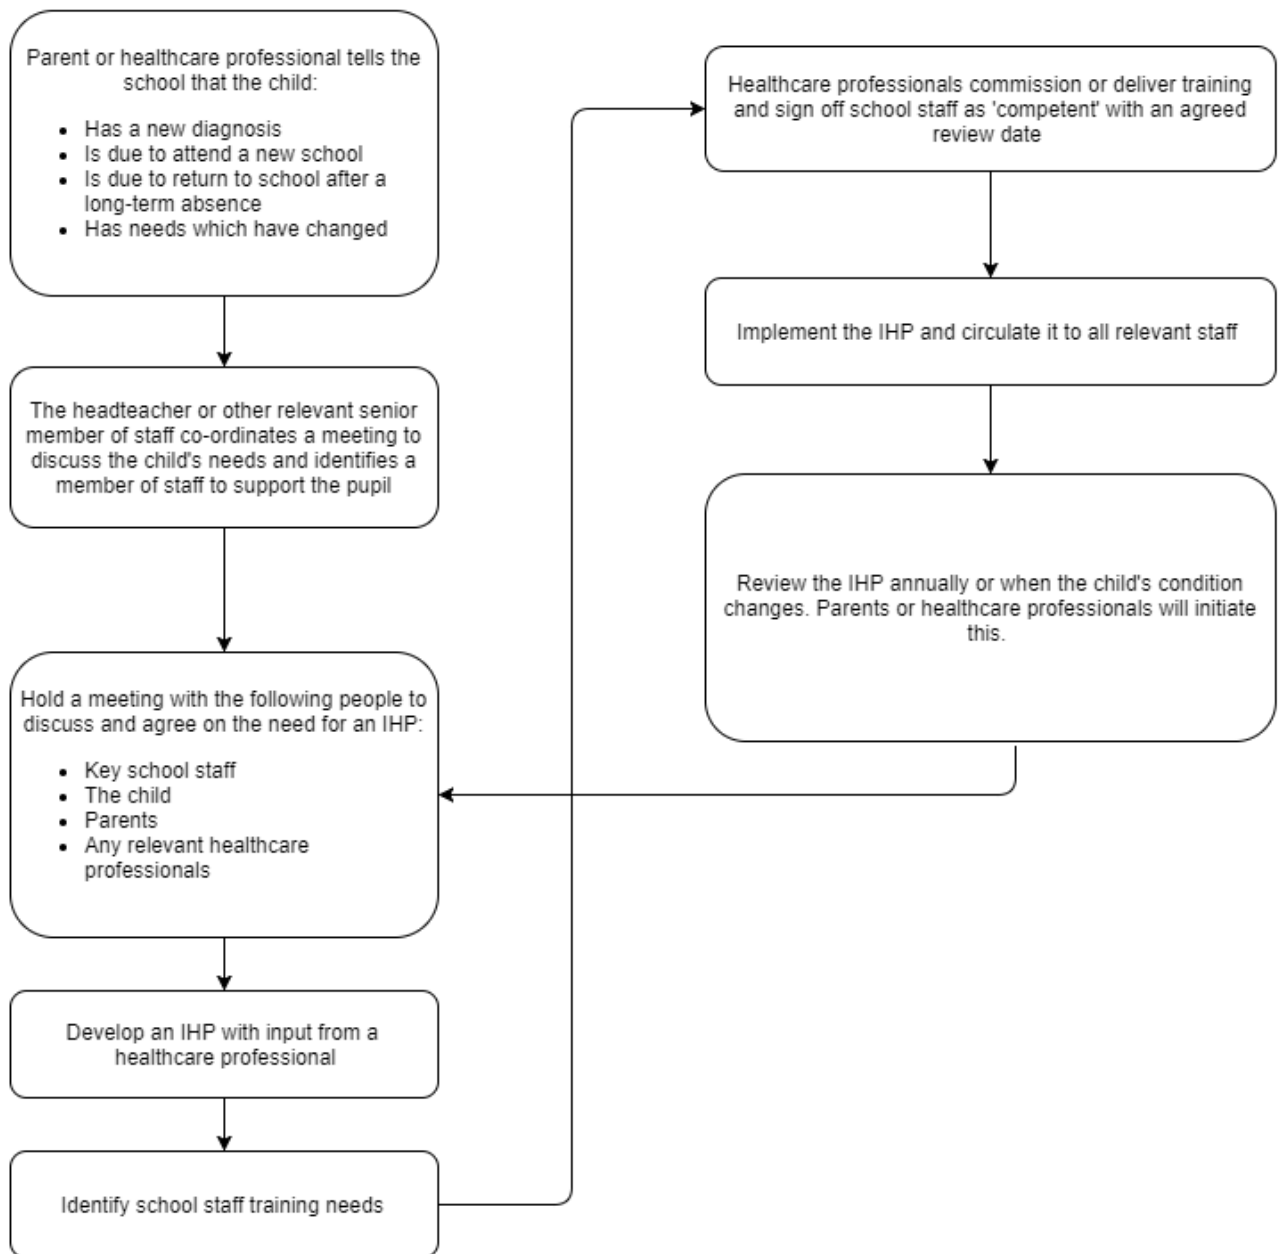 Parent or healthcare professional tells the
school that the child:
• Has a new diagnosis
• Is due to attend a new school
• Is due to return to school after a
long-term absence
• Has needs which have changed
The headteacher or other relevant senior
member of staff co-ordinates a meeting to
discuss the child's needs and identifies a
member of staff to support the pupil
Hold a meeting with the following people to
discuss and agree on the need for an IHP:
• Key school staff
• The child
• Parents
• Any relevant healthcare
professionals
Develop an IHP with input from a
healthcare professional
Identify school staff training needs
Healthcare professionals commission or deliver training
and sign off school staff as 'competent' with an agreed
review date
Implement the IHP and circulate it to all relevant staff
Review the IHP annually or when the child's condition
changes. Parents or healthcare professionals will initiate
this.